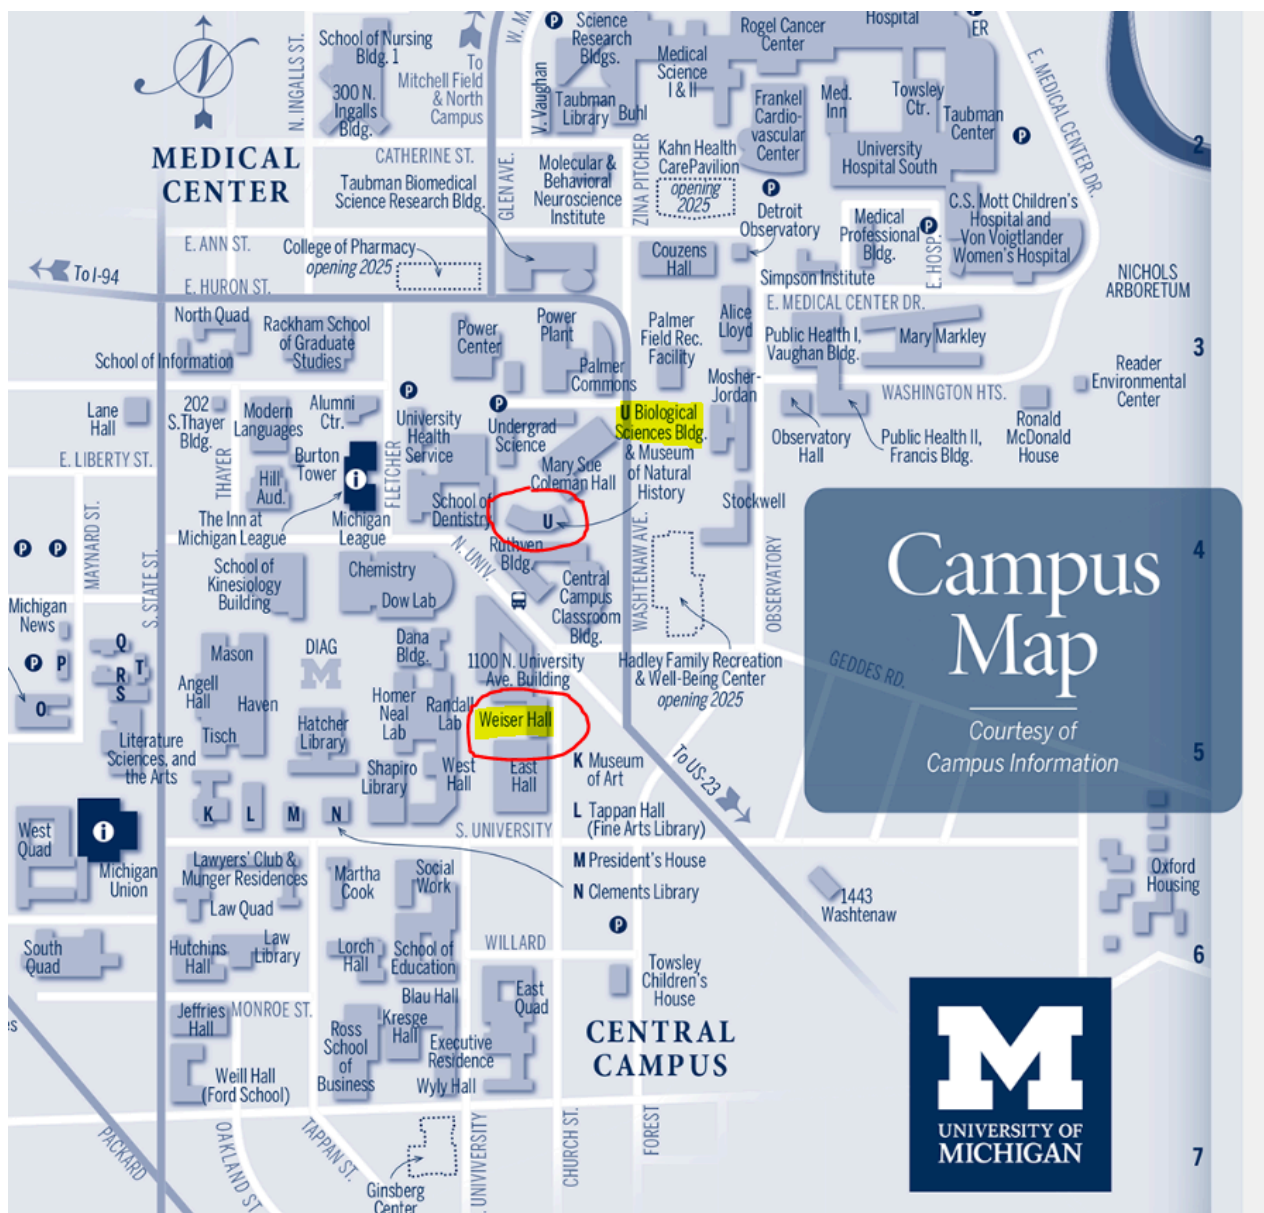 School of Nursing
Bldg. 1
300 N.
Ingalls
Bldg.
N. INGALLS ST.
To
Mitchell Field
& North
Campus
Science
Research
Bldgs.
V. Vaughan
Taubman
Library
Buhl
Medical
Science
I & II
Rogel Cancer
Center
Hospital
ER
Frankel
Cardio-
vascular
Center
Med.
Inn
Towsley
Ctr.
Taubman
Center
University
Hospital South
E. MEDICAL CENTER DR.
2
N
MEDICAL
CENTER
CATHERINE ST.
Taubman Biomedical
Science Research Bldg.
GLEN AVE.
Molecular &
Behavioral
Neuroscience
Institute
ZINA PITCHER
Kahn Health
CarePavilion
opening
2025
Detroit
Observatory
Medical
Professional
Bldg.
E. HOSP.
C.S. Mott Children's
Hospital and
Von Voigtlander
Women's Hospital
E. ANN ST.
College of Pharmacy
opening 2025
Couzens
Hall
Simpson Institute
NICHOLS
ARBORETUM
To I-94
E. HURON ST.
E. MEDICAL CENTER DR.
North Quad
School of Information
Rackham School
of Graduate
Studies
Power
Center
Power
Plant
Palmer
Commons
Palmer
Field Rec.
Facility
Alice
Lloyd
Public Health I,
Vaughan Bldg.
Mary Markley
3
Mosher-
Jordan
WASHINGTON HTS.
Reader
Environmental
Center
Lane
Hall
202
S.Thayer
Bldg.
Modern
Languages
Alumni
Ctr.
University
Health
Service
Undergrad
Science
U Biological
Sciences Bldg.
& Museum
of Natural
History
Observatory
Hall
Public Health II,
Francis Bldg.
Ronald
McDonald
House
E. LIBERTY ST.
THAYER
Burton
Tower
Hill
Aud.
FLETCHER
Mary Sue
Coleman Hall
The Inn at
Michigan League
Michigan
League
School of
Dentistry
U
Stockwell
MAYNARD ST.
S. STATE ST.
N. UNIV.
Ruthven
Bldg.
WASHTENAW AVE.
OBSERVATORY
4
School of
Kinesiology
Building
Chemistry
Dow Lab
Central
Campus
Classroom
Bldg.
Campus
Map
Courtesy of
Campus Information
Michigan
News
Q
R
S
T
P
O
Mason
Angell
Hall
Haven
Tisch
DIAG
M
Dana
Bldg.
1100 N. University
Ave. Building
Hadley Family Recreation
& Well-Being Center
opening 2025
GEDDES RD.
Homer
Neal
Lab
Randall
Lab
Weiser Hall
Hatcher
Library
Literature
Sciences, and
the Arts
Shapiro
Library
West
Hall
East
Hall
K Museum
of Art
To US-23
5
K
L
M
N
L Tappan Hall
(Fine Arts Library)
S. UNIVERSITY
West
Quad
Michigan
Union
Lawyers' Club &
Munger Residences
Law Quad
Martha
Cook
Social
Work
M President's House
N Clements Library
1443
Washtenaw
Oxford
Housing
South
Quad
Hutchins
Hall
Law
Library
Lorch
Hall
School of
Education
WILLARD
6
Towsley
Children's
House
Jeffries
Hall
MONROE ST.
Blau Hall
Kresge
Hall
East
Quad
Ross
School
of
Business
Executive
Residence
Wyly Hall
CENTRAL
CAMPUS
Weill Hall
(Ford School)
M
UNIVERSITY OF
MICHIGAN
PACKARD
OAKLAND ST
TAPPAN ST.
Ginsberg
Center
UNIVERSITY
CHURCH ST.
FOREST
7